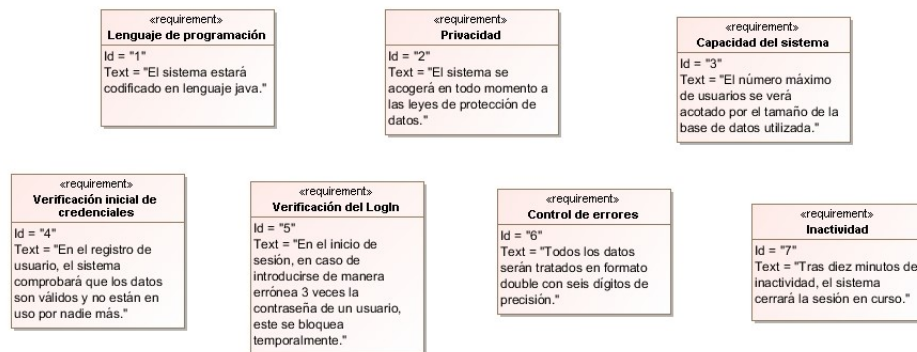 «requirement»
Lenguaje de programación
Id = "1"
Text = "El sistema estará
codificado en lenguaje java."
«requirement»
Privacidad
Id = "2"
Text = "El sistema se
acogerá en todo momento a
las leyes de protección de
datos."
«requirement»
Capacidad del sistema
Id = "3"
Text = "El número máximo
de usuarios se verá
acotado por el tamaño de la
base de datos utilizada."
«requirement»
Verificación inicial de
credenciales
Id = "4"
Text = "En el registro de
usuario, el sistema
comprobará que los datos
son válidos y no están en
uso por nadie más."
«requirement»
Verificación del LogIn
Id = "5"
Text = "En el inicio de
sesión, en caso de
introducirse de manera
errónea 3 veces la
contraseña de un usuario,
este se bloquea
temporalmente."
«requirement»
Control de errores
Id = "6"
Text = "Todos los datos
serán tratados en formato
double con seis dígitos de
precisión."
«requirement»
Inactividad
Id = "7"
Text = "Tras diez minutos de
inactividad, el sistema
cerrará la sesión en curso."